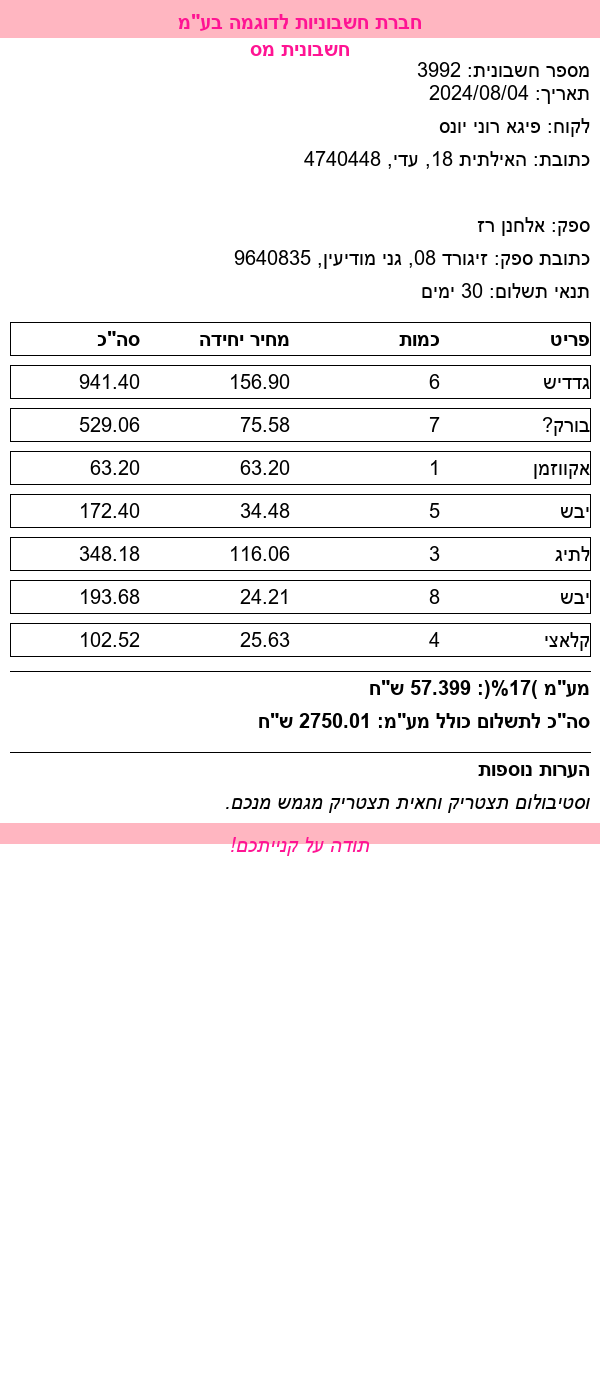 חברת חשבוניות לדוגמה בע"מ
חשבונית מס
מספר חשבונית: 3992
תאריך: 2024/08/04
לקוח: פיגא רוני יונס
כתובת: האילתית 18, עדי, 4740448
ספק: אלחנן רז
כתובת ספק: זיגורד 08, גני מודיעין, 9640835
תנאי תשלום: 30 ימים
פריט כמות מחיר יחידה סה"כ
גדדיש 6 156.90 941.40
בורק? 7 75.58 529.06
אקווזמן 1 63.20 63.20
יבש 5 34.48 172.40
לתיג 3 116.06 348.18
יבש 8 24.21 193.68
קלאצי 4 25.63 102.52
מע"מ )17%(: 57.399 ש"ח
סה"כ לתשלום כולל מע"מ: 2750.01 ש"ח
הערות נוספות
וסטיבולום תצטריק וחאית תצטריק מגמש מנכם.
תודה על קנייתכם!